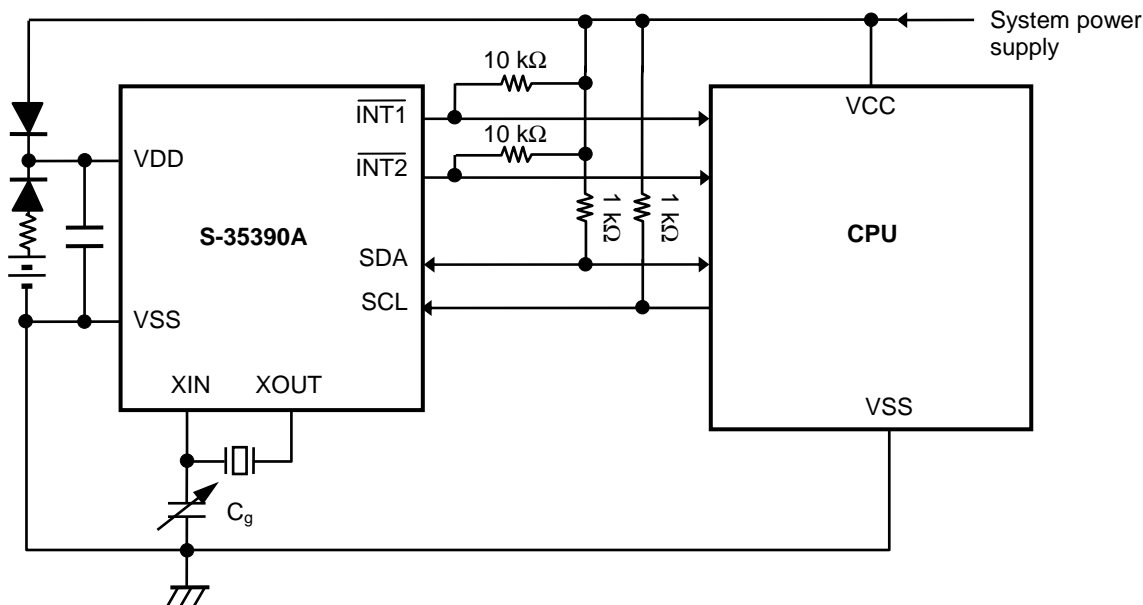 System power
supply
10 kΩ
INT1
VCC
10 kΩ
VDD
INT2
1 kΩ
1 kΩ
S-35390A
CPU
SDA
SCL
VSS
XIN
XOUT
VSS
Cg